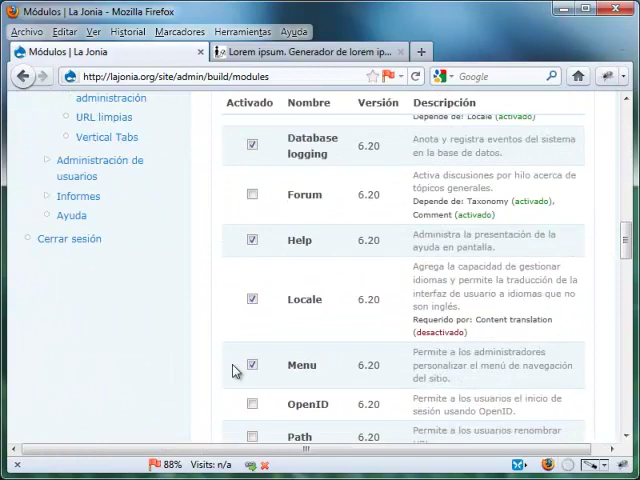 Módulos | La Jonia - Mozilla Firefox
Archivo Editar Ver Historial Marcadores Herramientas Ayuda
Módulos | La Jonia
Lorem ipsum. Generador de lorem ip...
http://lajonia.org/site/admin/build/modules
Google
administración
URL limpias
Vertical Tabs
Administración de
usuarios
Informes
Ayuda
Cerrar sesión
Activado Nombre Versión Descripción
Depende de: Locale (activado)
Database
logging
6.20
Anota y registra eventos del sistema
en la base de datos.
Forum
6.20
Activa discusiones por hilo acerca de
tópicos generales.
Depende de: Taxonomy (activado),
Comment (activado)
Help
6.20
Administra la presentación de la
ayuda en pantalla.
Locale
6.20
Agrega la capacidad de gestionar
idiomas y permite la traducción de la
interfaz de usuario a idiomas que no
son inglés.
Requerido por: Content translation
(desactivado)
Menu
6.20
Permite a los administradores
personalizar el menú de navegación
del sitio.
OpenID
6.20
Permite a los usuarios el inicio de
sesión usando OpenID.
Path
6.20
Permite a los usuarios renombrar
88% Visits: n/a